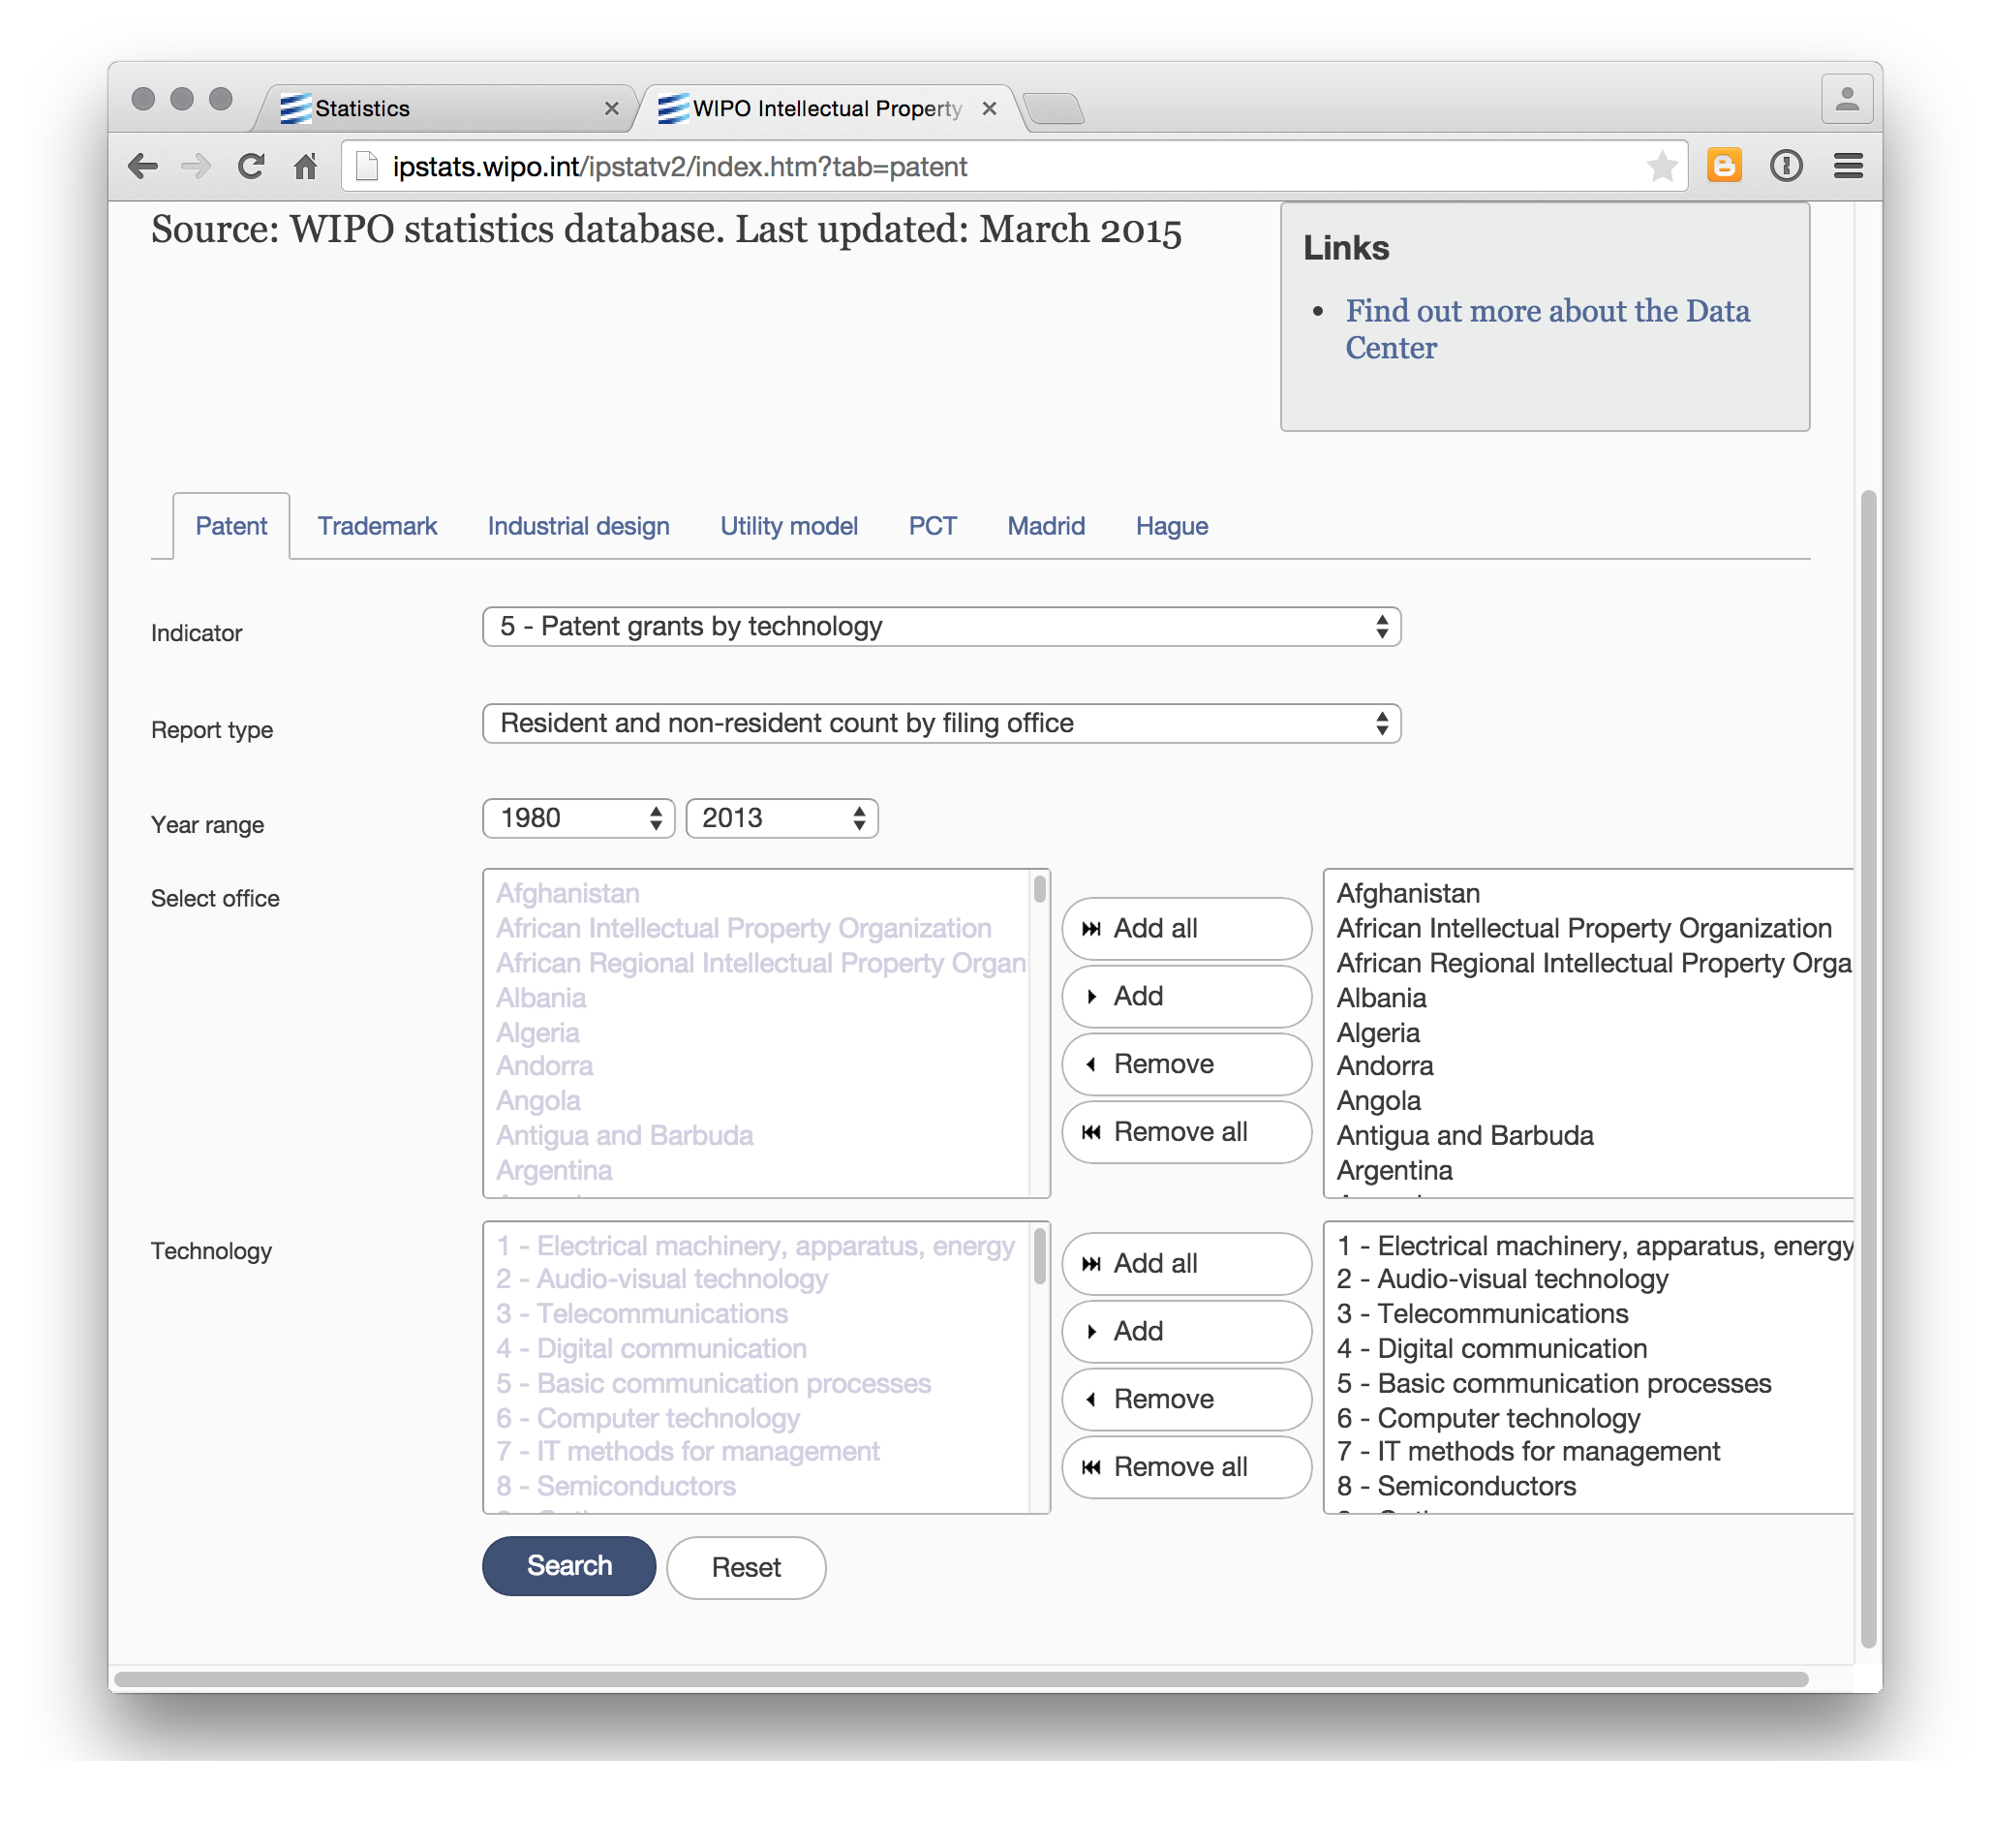 Statistics
WIPO Intellectual Property
ipstats.wipo.int/ipstatv2/index.htm?tab=patent
Source: WIPO statistics database. Last updated: March 2015
Links
Find out more about the Data
Center
Patent Trademark Industrial design Utility model PCT Madrid Hague
Indicator
5 - Patent grants by technology
Report type
Resident and non-resident count by filing office
Year range
1980 2013
Select office
Afghanistan
African Intellectual Property Organization
African Regional Intellectual Property Organ
Albania
Algeria
Andorra
Angola
Antigua and Barbuda
Argentina
Add all
Add
Remove
Remove all
Afghanistan
African Intellectual Property Organization
African Regional Intellectual Property Orga
Albania
Algeria
Andorra
Angola
Antigua and Barbuda
Argentina
Technology
1 - Electrical machinery, apparatus, energy
2 - Audio-visual technology
3 - Telecommunications
4 - Digital communication
5 - Basic communication processes
6 - Computer technology
7 - IT methods for management
8 - Semiconductors
Add all
Add
Remove
Remove all
1 - Electrical machinery, apparatus, energy
2 - Audio-visual technology
3 - Telecommunications
4 - Digital communication
5 - Basic communication processes
6 - Computer technology
7 - IT methods for management
8 - Semiconductors
Search Reset